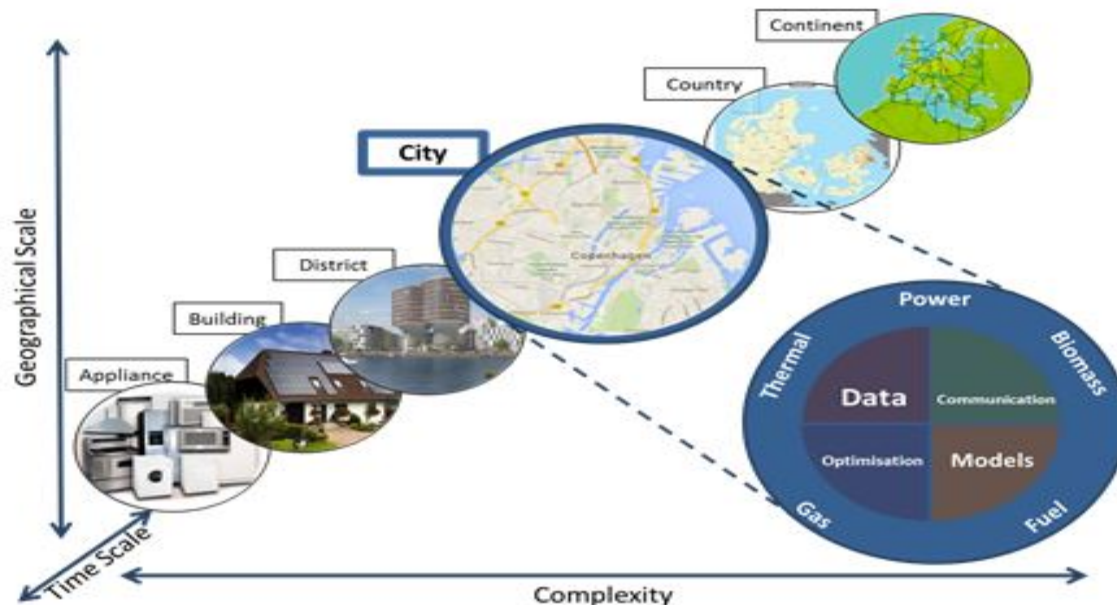 Continent
Country
City
District
Building
Appliance
Geographical Scale
Time Scale
Complexity
Copenhagen
Power
Thermal
Biomass
Data
Communication
Optimisation
Models
Gas
Fuel